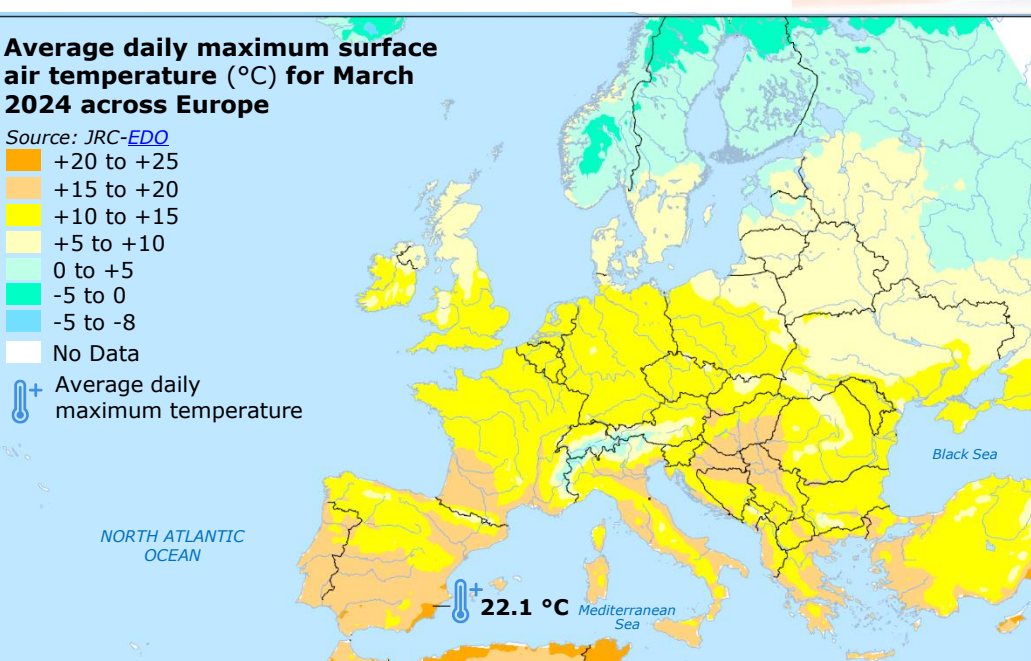 Average daily maximum surface
air temperature (°C) for March
2024 across Europe
Source: JRC-EDO
+20 to +25
+15 to +20
+10 to +15
+5 to +10
0 to +5
-5 to 0
-5 to -8
No Data
Average daily
maximum temperature
Black Sea
NORTH ATLANTIC
OCEAN
22.1 °C
Mediterranean
Sea